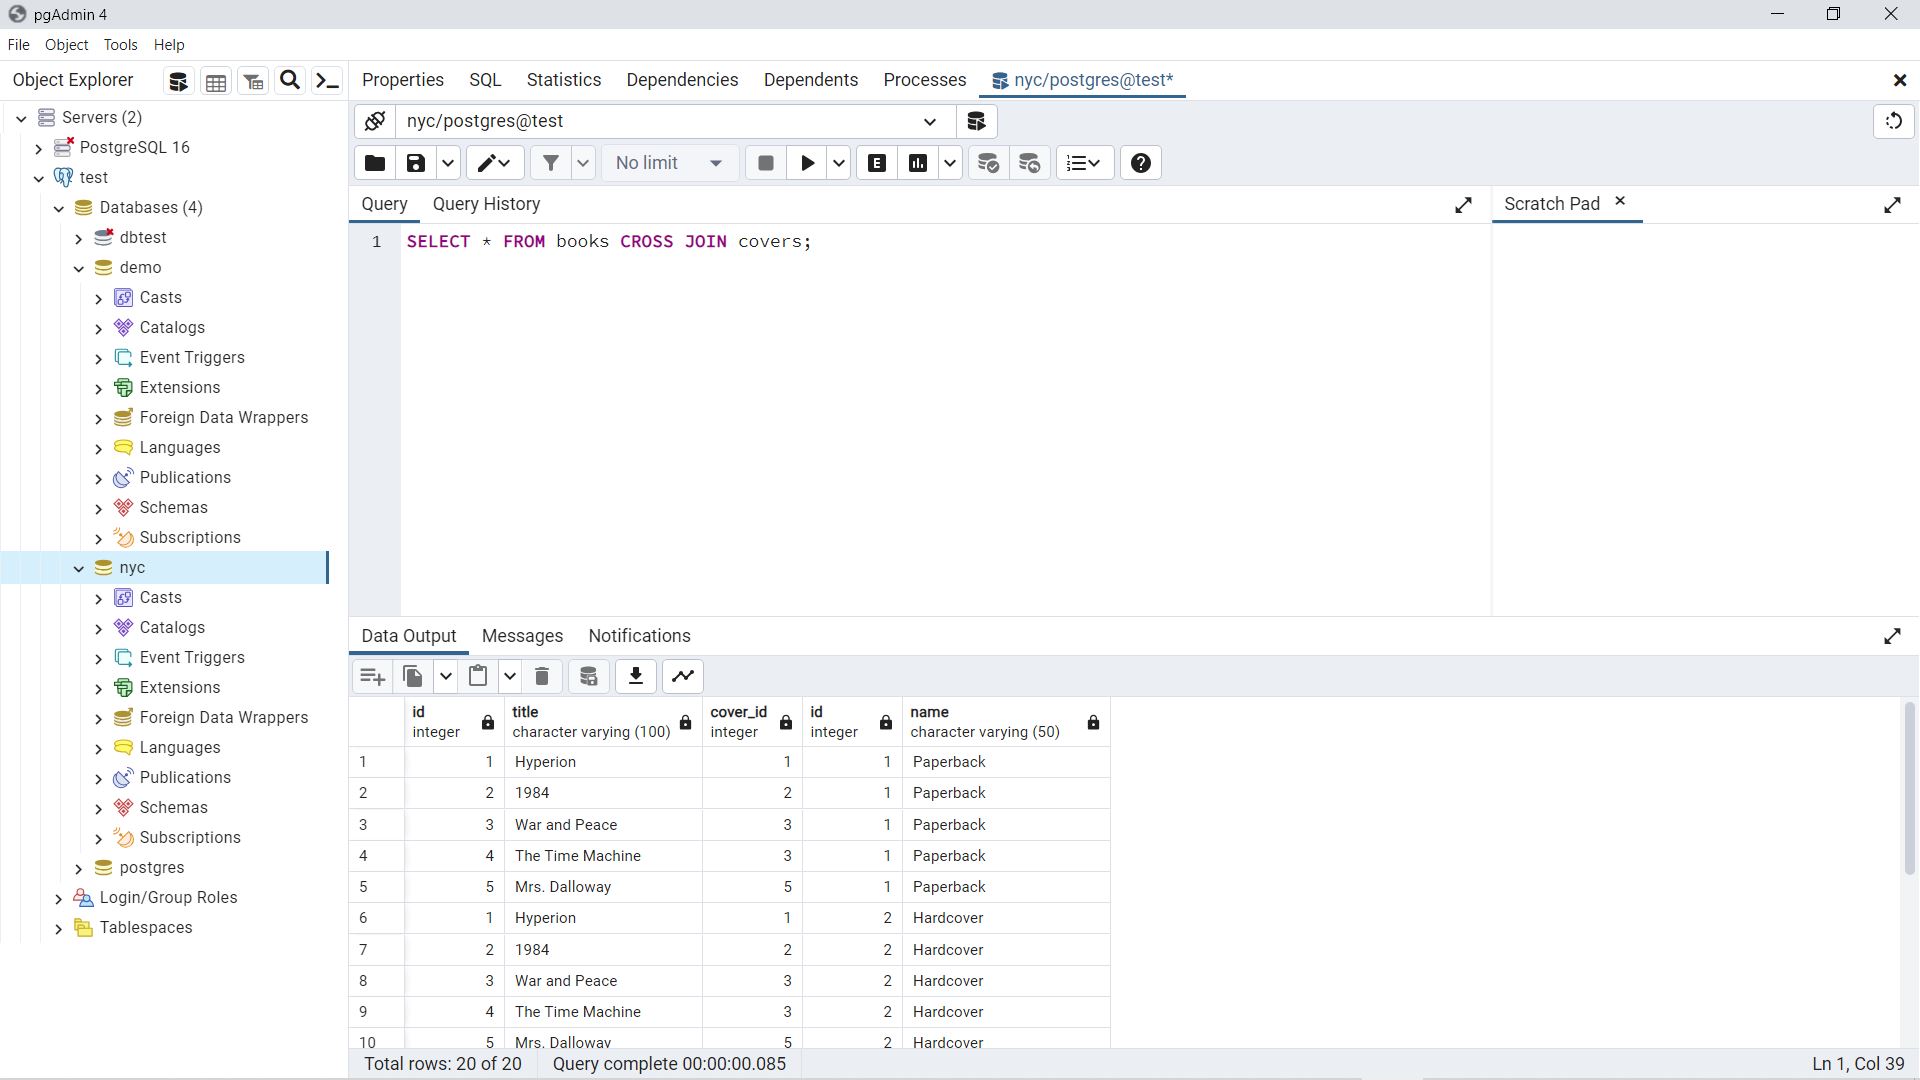 pgAdmin 4
File Object Tools Help
Object Explorer
Properties SQL Statistics Dependencies Dependents Processes nyc/postgres@test*
Servers (2)
PostgreSQL 16
test
Databases (4)
dbtest
demo
Casts
Catalogs
Event Triggers
Extensions
Foreign Data Wrappers
Languages
Publications
Schemas
Subscriptions
nyc
Casts
Catalogs
Event Triggers
Extensions
Foreign Data Wrappers
Languages
Publications
Schemas
Subscriptions
postgres
Login/Group Roles
Tablespaces
nyc/postgres@test
No limit
E
Query Query History
Scratch Pad
1 SELECT * FROM books CROSS JOIN covers;
Data Output Messages Notifications
id title cover_id id name
integer character varying (100) integer integer character varying (50)
1 1 Hyperion 1 1 Paperback
2 2 1984 2 1 Paperback
3 3 War and Peace 3 1 Paperback
4 4 The Time Machine 3 1 Paperback
5 5 Mrs. Dalloway 5 1 Paperback
6 1 Hyperion 1 2 Hardcover
7 2 1984 2 2 Hardcover
8 3 War and Peace 3 2 Hardcover
9 4 The Time Machine 3 2 Hardcover
10 5 Mrs. Dalloway 5 2 Hardcover
Total rows: 20 of 20 Query complete 00:00:00.085 Ln 1, Col 39